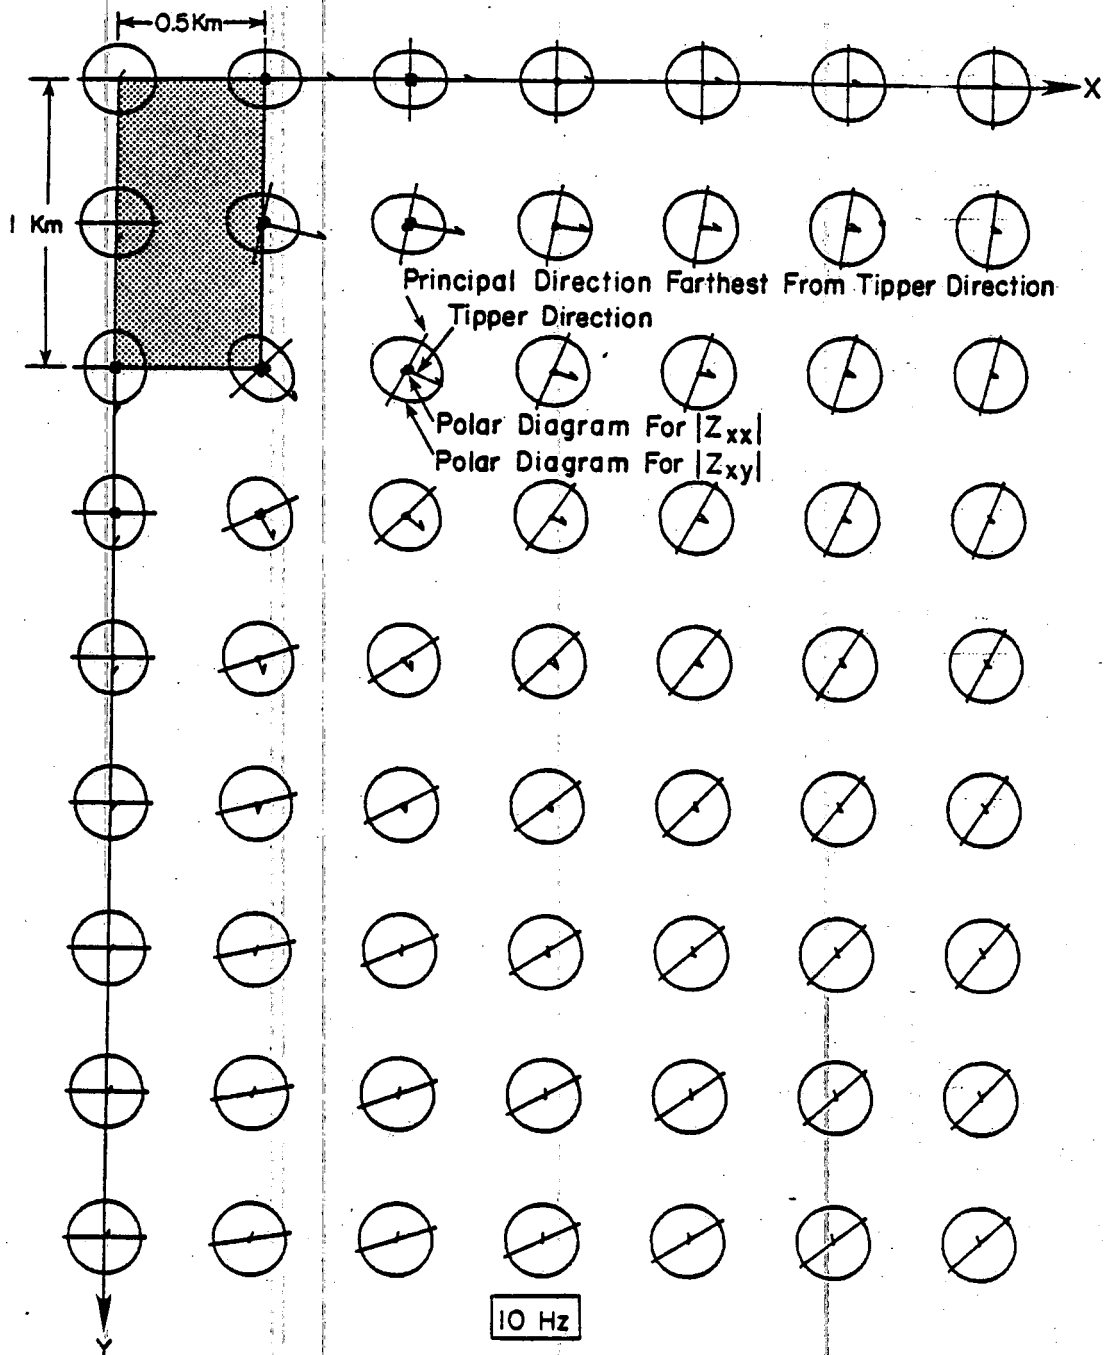 0.5Km
X
1 Km
Principal Direction Farthest From Tipper Direction
Tipper Direction
Polar Diagram For |Zxx|
Polar Diagram For |Zxy|
10 Hz
Y